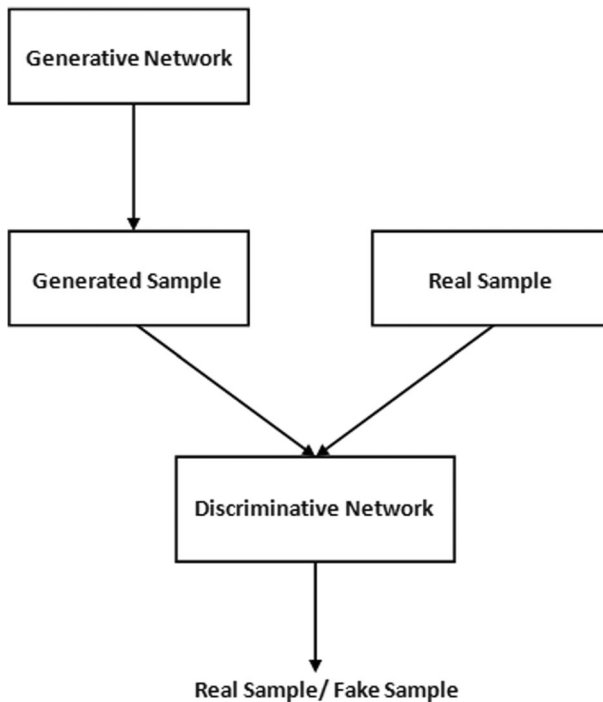 Generative Network
Generated Sample
Real Sample
Discriminative Network
Real Sample/ Fake Sample